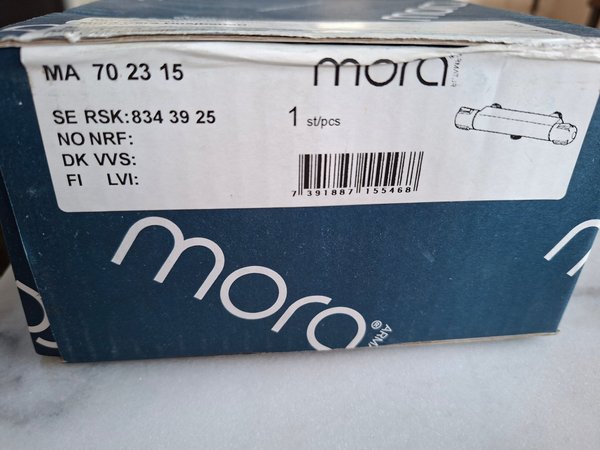 MA 70 23 15
mora
ARMATUR
SE RSK: 834 39 25
1 st/pcs
NO NRF:
DK VVS:
FI LVI:
7 391887 155468
mora
®